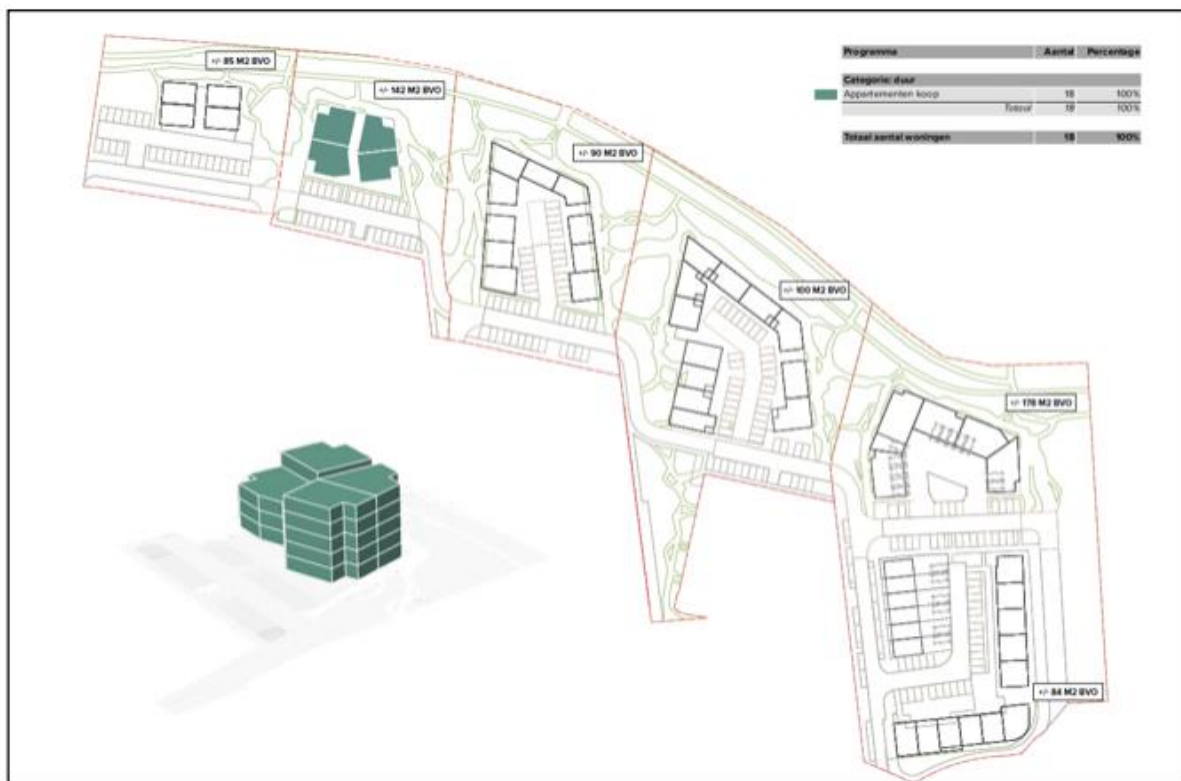 +/- 85 M2 BVO
+/- 142 M2 BVO
+/- 90 M2 BVO
+/- 100 M2 BVO
+/- 178 M2 BVO
+/- 84 M2 BVO
Programma Aantal Percentage
Categorie: duur
Appartementen koop 18 100%
Totaal 18 100%
Totaal aantal woningen 18 100%